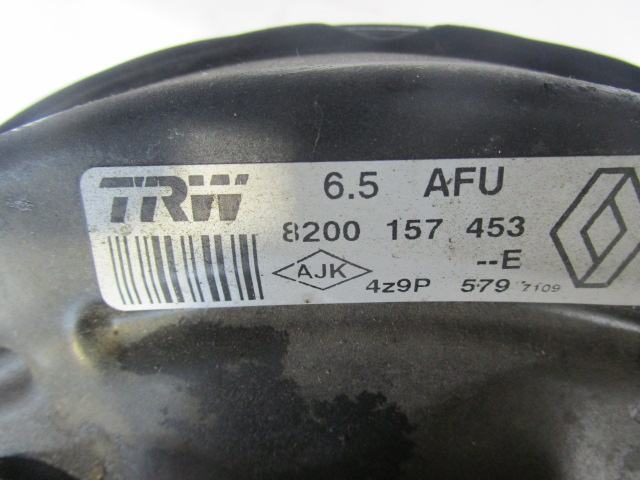 TRW 6.5 AFU
8200 157 453
--E
AJK
4z9P 579 7109